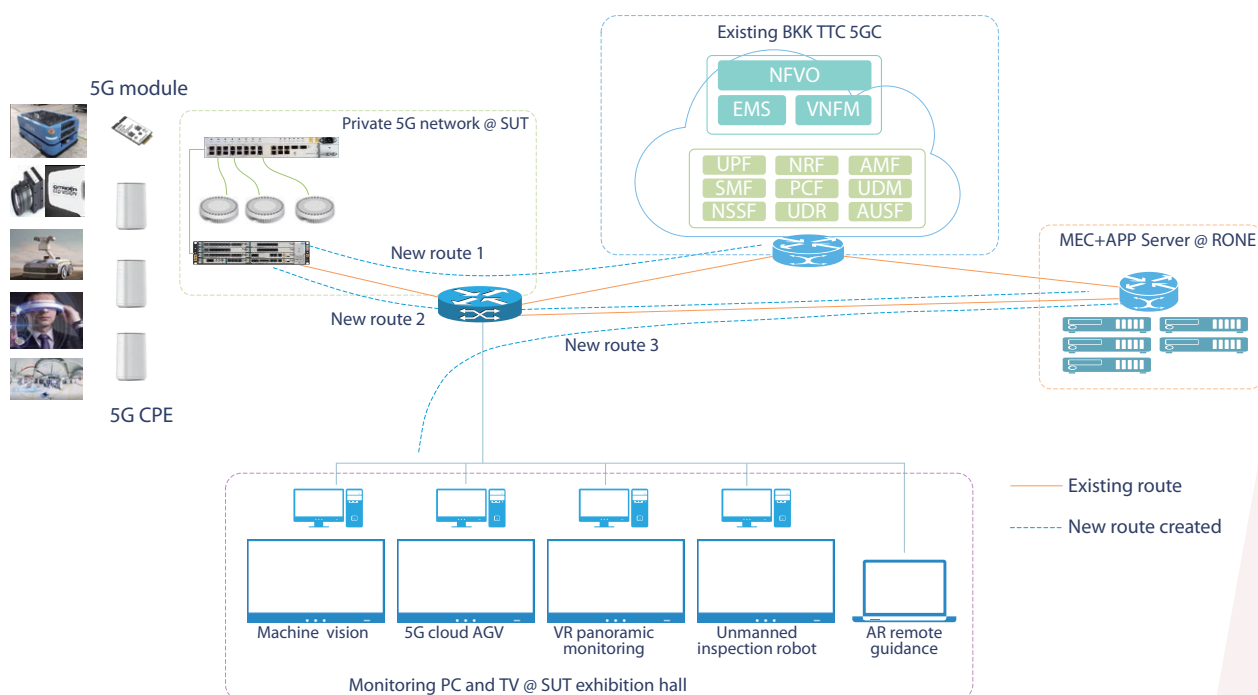 Existing BKK TTC 5GC
NFVO
EMS
VNFM
5G module
Private 5G network @ SUT
UPF
NRF
AMF
SMF
PCF
UDM
NSSF
UDR
AUSF
MEC+APP Server @ RONE
New route 1
New route 2
New route 3
5G CPE
Existing route
New route created
Machine vision
5G cloud AGV
VR panoramic
monitoring
Unmanned
inspection robot
AR remote
guidance
Monitoring PC and TV @ SUT exhibition hall